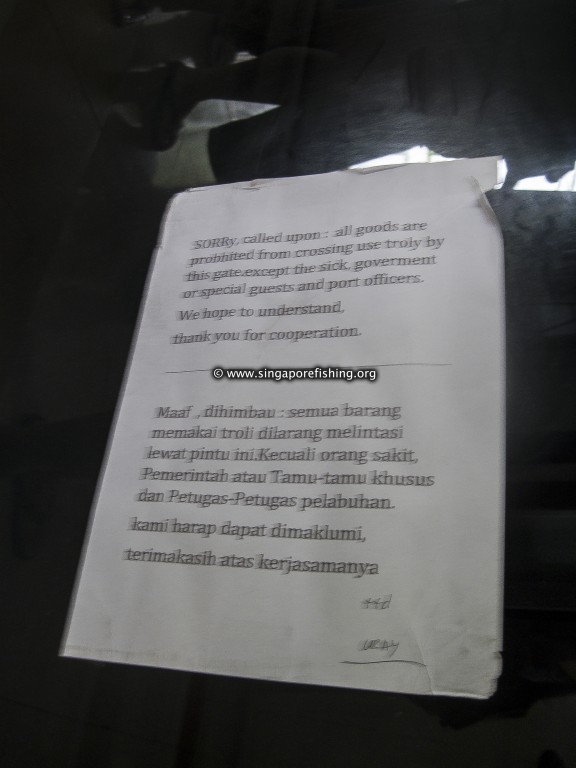 SORRy, called upon : all goods are
prohibited from crossing use troly by
this gate.except the sick, goverment
or special guests and port officers.
We hope to understand,
thank you for cooperation.
© www.singaporefishing.org
Maaf , dihimbau : semua barang
memakai troli dilarang melintasi
lewat pintu ini.Kecuali orang sakit,
Pemerintah atau Tamu-tamu khusus
dan Petugas-Petugas pelabuhan.
kami harap dapat dimaklumi,
terimakasih atas kerjasamanya
ttd